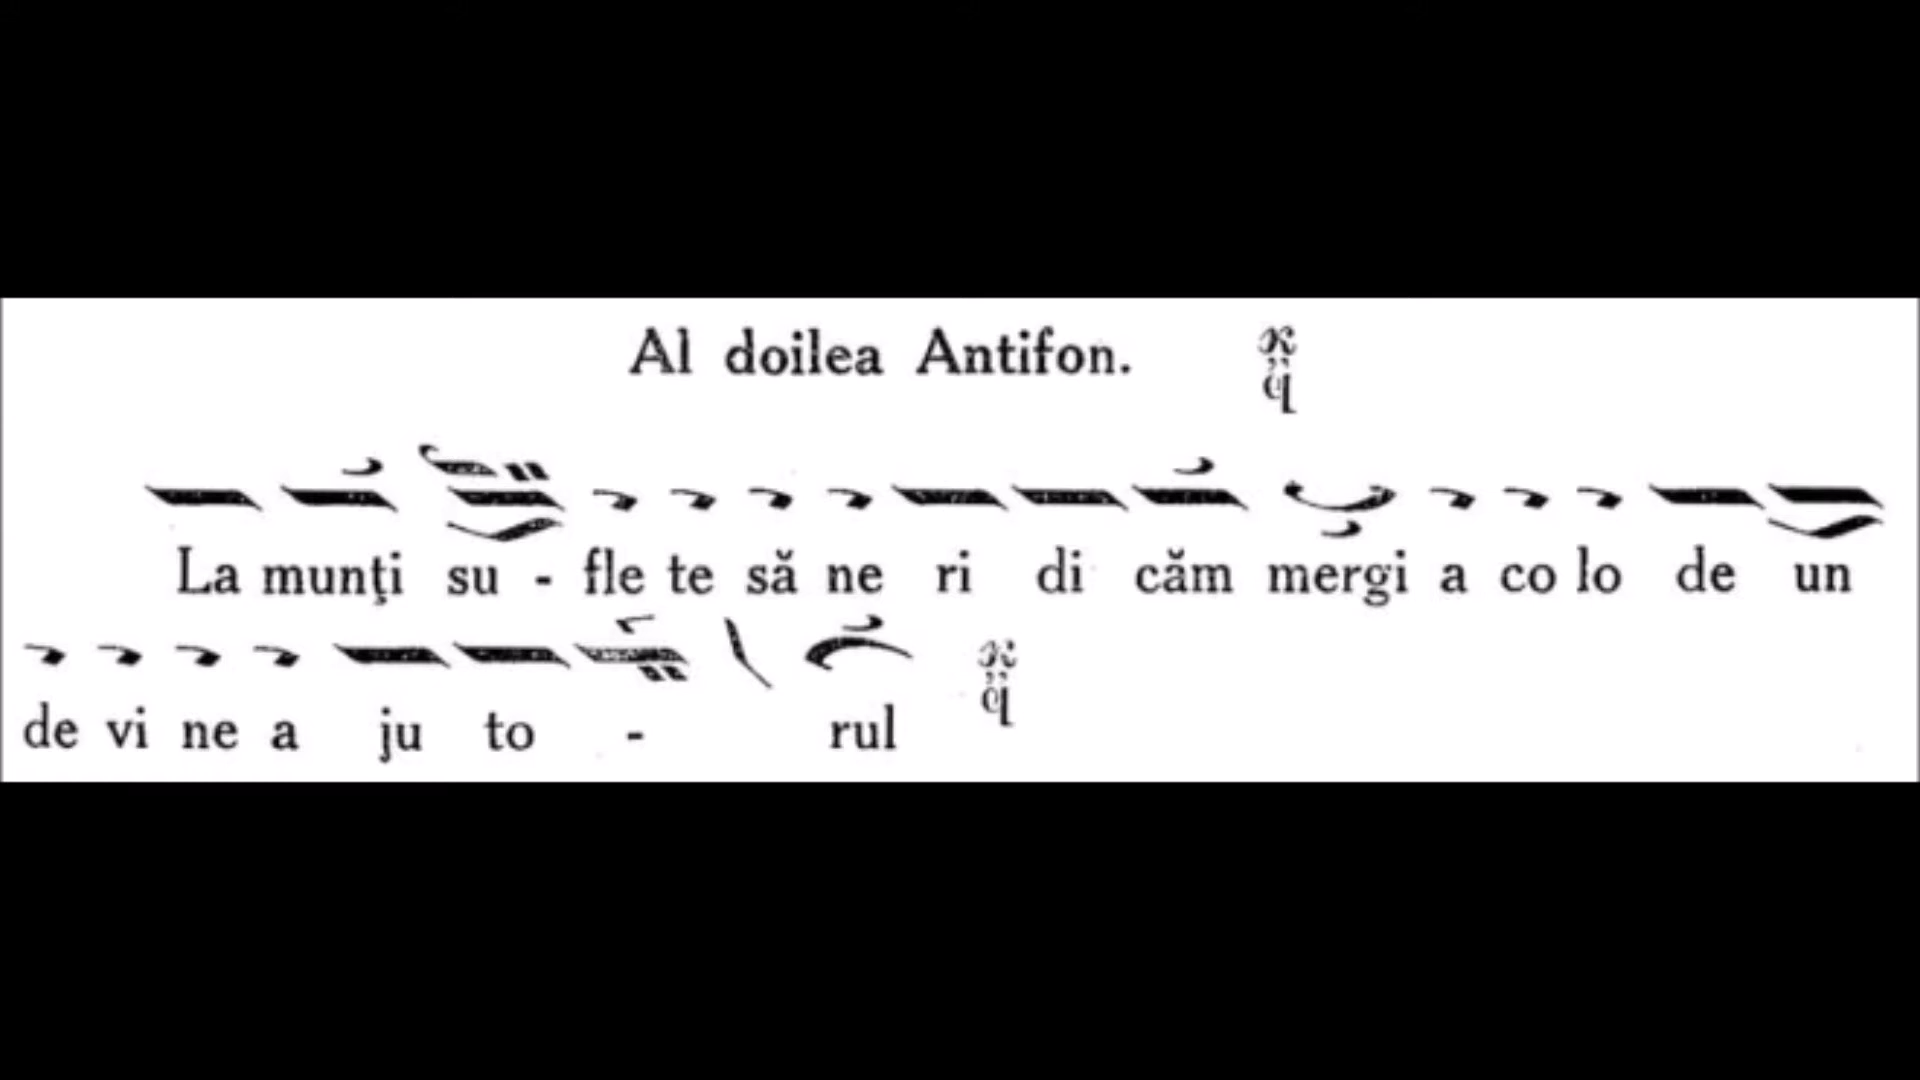 Al doilea Antifon.
La munţi su - fle te să ne ri di căm mergi a co lo de un
de vi ne a ju to - rul